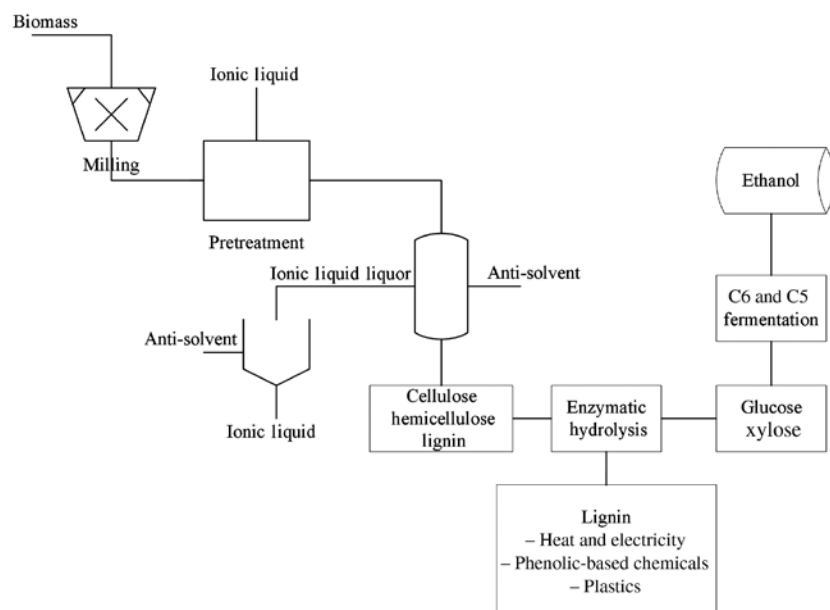 Biomass
Ionic liquid
Milling
Pretreatment
Ionic liquid liquor
Anti-solvent
Anti-solvent
Ionic liquid
Cellulose
hemicellulose
lignin
Enzymatic
hydrolysis
Glucose
xylose
C6 and C5
fermentation
Ethanol
Lignin
– Heat and electricity
– Phenolic-based chemicals
– Plastics